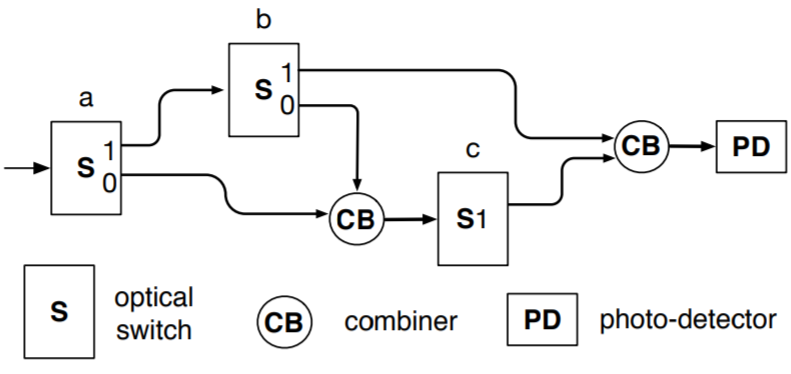 b
S 1
0
a
S 1
0
c
CB
PD
CB
S1
S
optical
switch
CB
combiner
PD
photo-detector